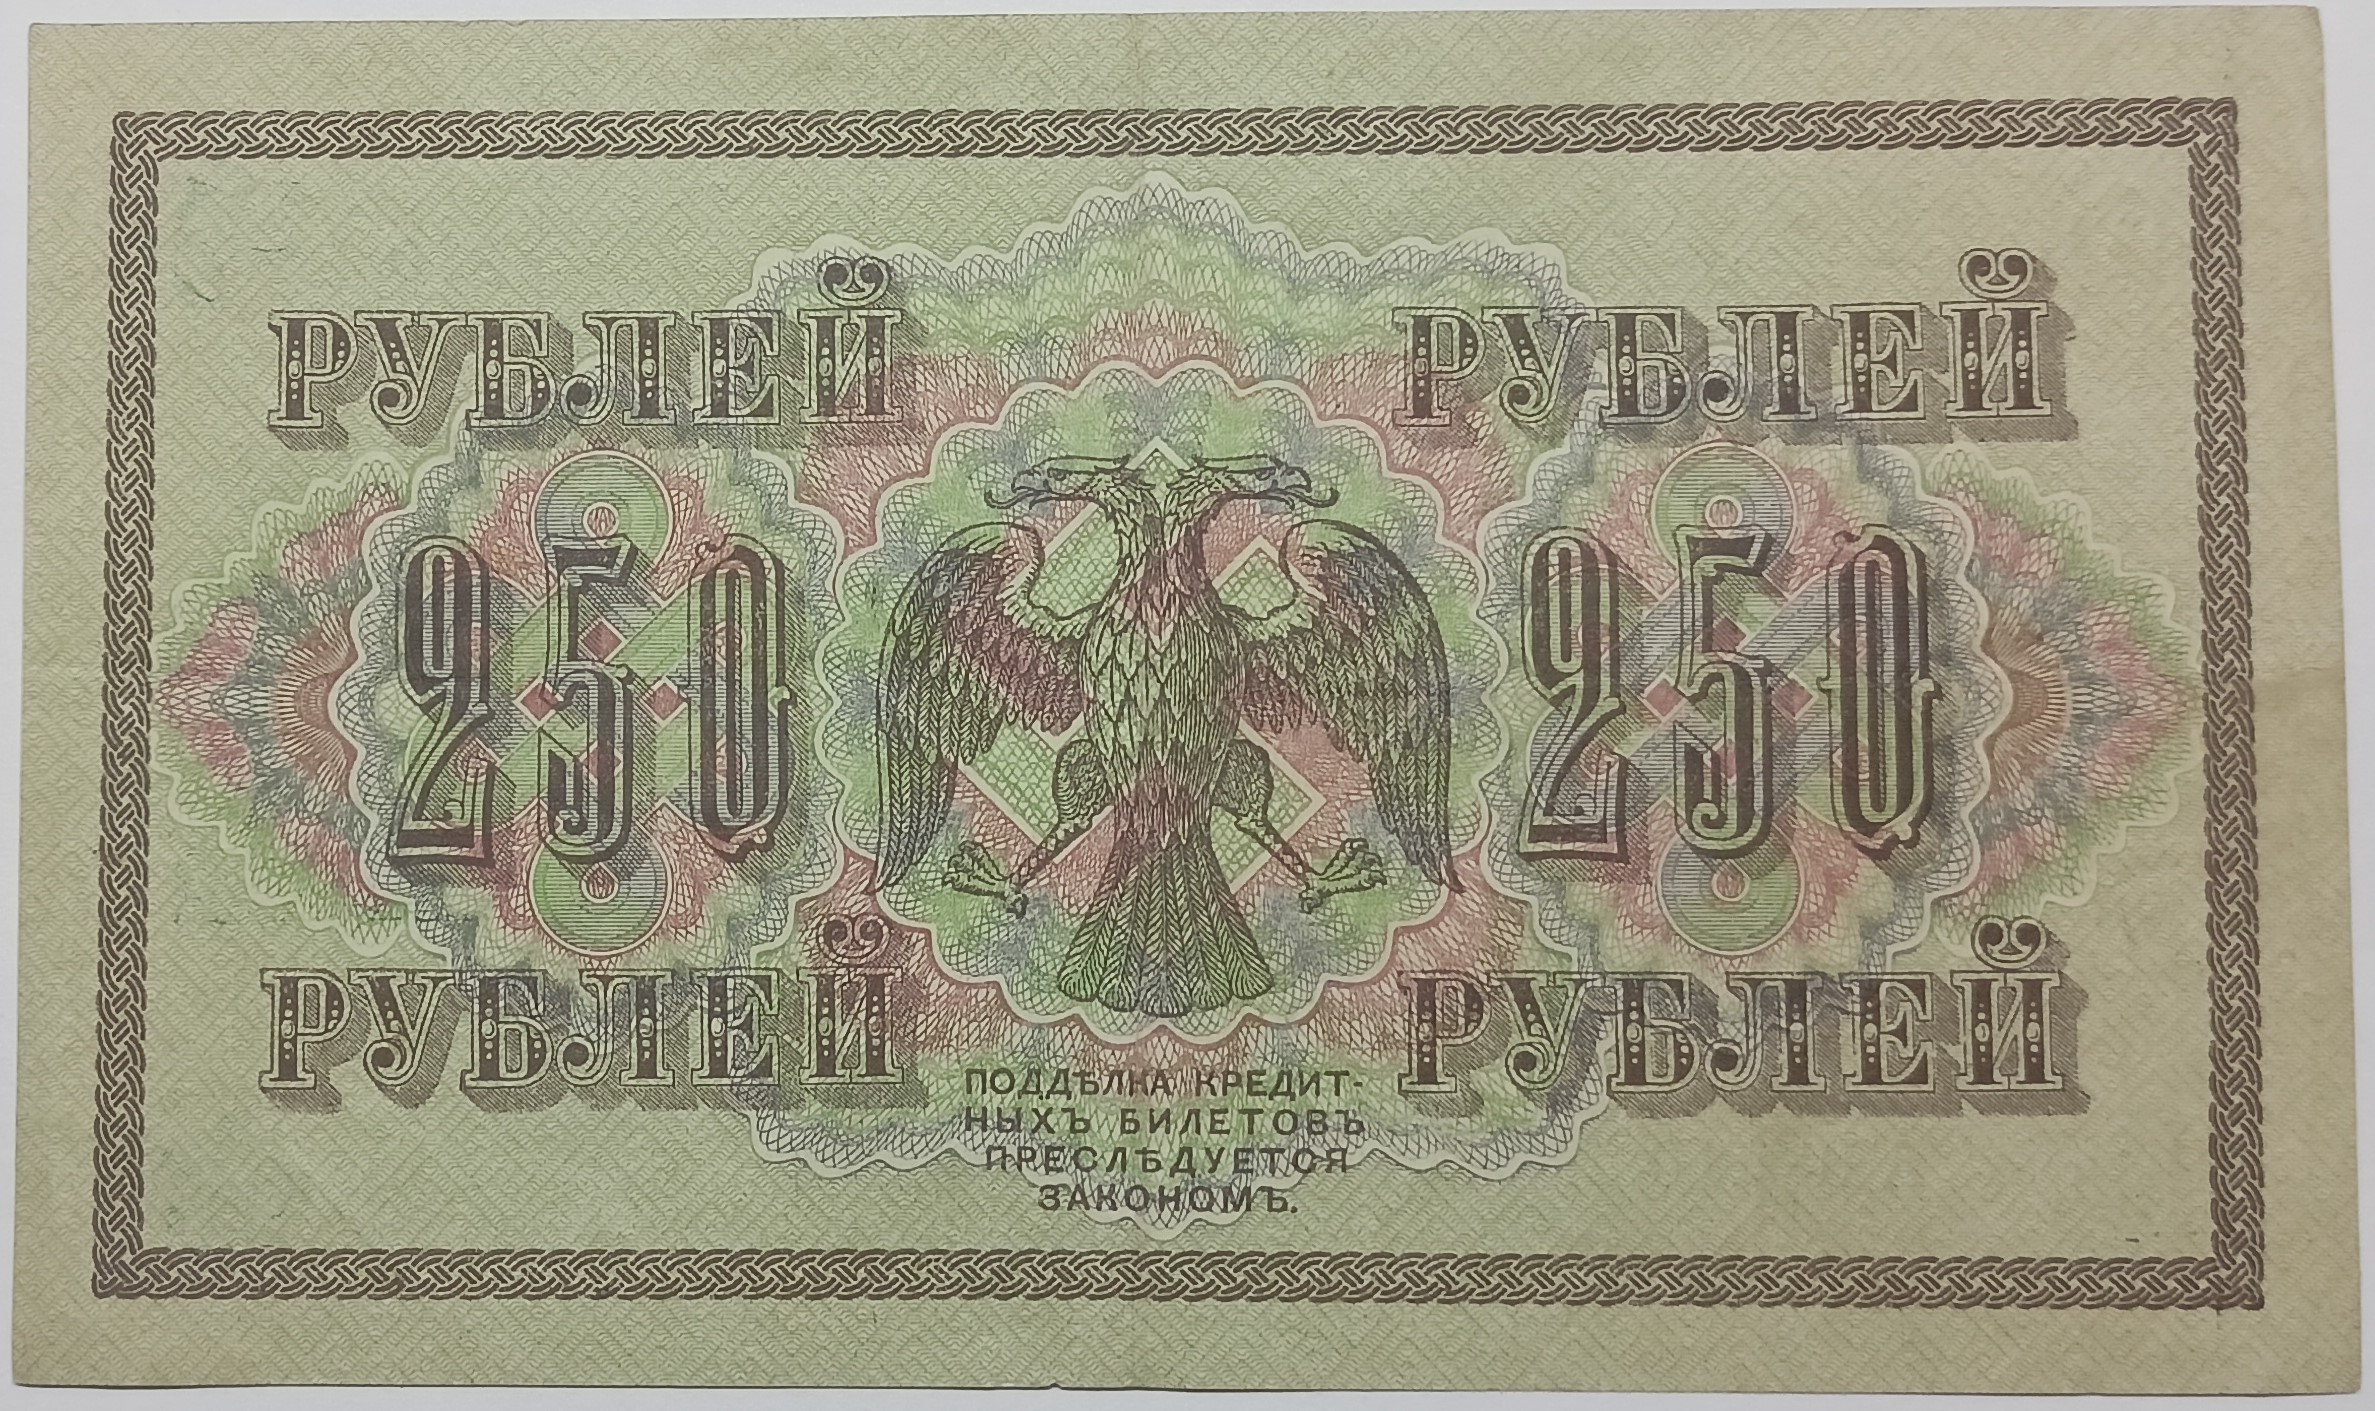 РУБЛЕЙ РУБЛЕЙ
250 250
РУБЛЕЙ РУБЛЕЙ
ПОДДѢЛКА КРЕДИТ-
НЫХЪ БИЛЕТОВЪ
ПРЕСЛѢДУЕТСЯ
ЗАКОНОМЪ.